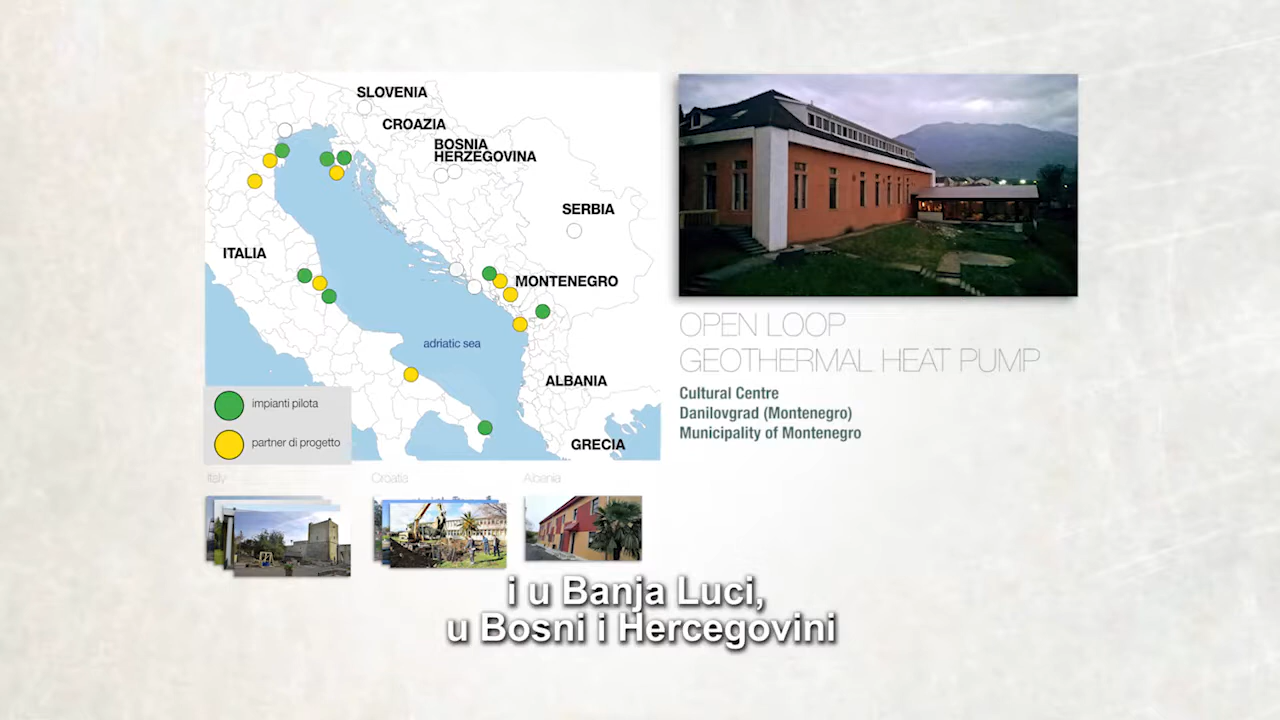 SLOVENIA
CROAZIA
BOSNIA
HERZEGOVINA
SERBIA
ITALIA
MONTENEGRO
adriatic sea
ALBANIA
GRECIA
impianti pilota
partner di progetto
Italy
Croatia
Albania
OPEN LOOP
GEOTHERMAL HEAT PUMP
Cultural Centre
Danilovgrad (Montenegro)
Municipality of Montenegro
i u Banja Luci,
u Bosni i Hercegovini